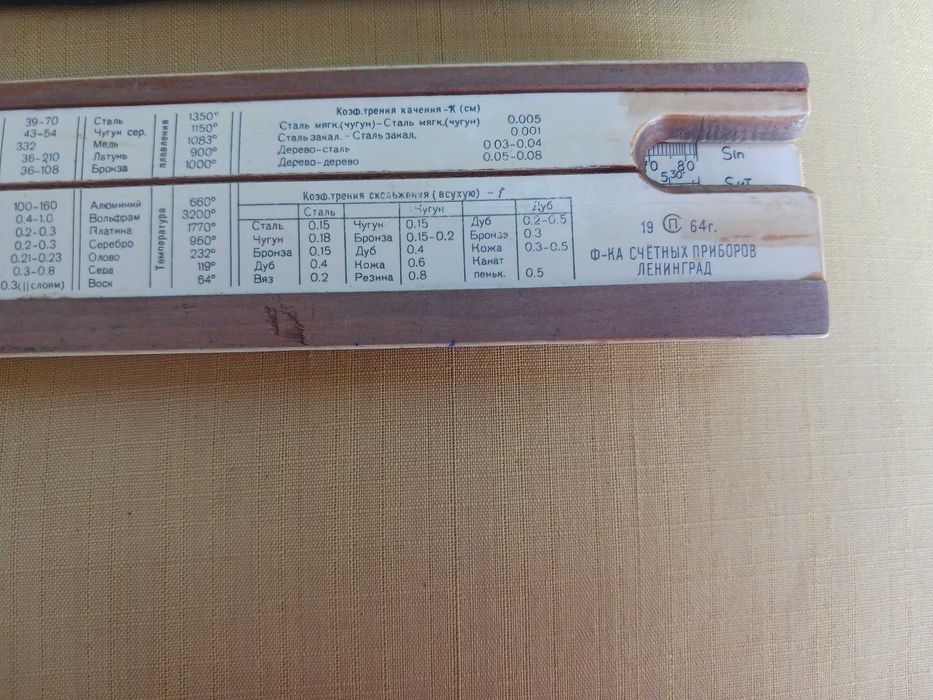 Коэф.трения качения-К (см)
39-70 Сталь 1350° Сталь мягк.(чугун)-Сталь мягк.(чугун) 0.005
43-54 Чугун сер. 1150° Сталь закал. - Сталь закал. 0.001
332 Медь 1083° Дерево-сталь 0 03-0.04
36-210 Латунь 900° Дерево-дерево 0.05-0.08
36-108 Бронза 1000°
плавления
70 80 Sin
5°30'
Коэф.трения скольжения (всухую) - f
100-160 Алюминий 660° Сталь Чугун Дуб
0.4-1.0 Вольфрам 3200° Сталь 0.15 Чугун 0.15 Дуб 0.2-0.5
0.2-0.3 Платина 1770° Чугун 0.18 Бронза 0.15-0.2 Бронза 0.3
0.2-0.3 Серебро 960° Бронза 0.15 Дуб 0.4 Кожа 0.3-0.5
0.21-0.23 Олово 232° Дуб 0.4 Кожа 0.6 Канат
0.3-0.8 Сера 119° Вяз 0.2 Резина 0.8 пеньк. 0.5
0.3(||слоям) Воск 64°
Температура
19 СП 64г.
Ф-КА СЧЁТНЫХ ПРИБОРОВ
ЛЕНИНГРАД